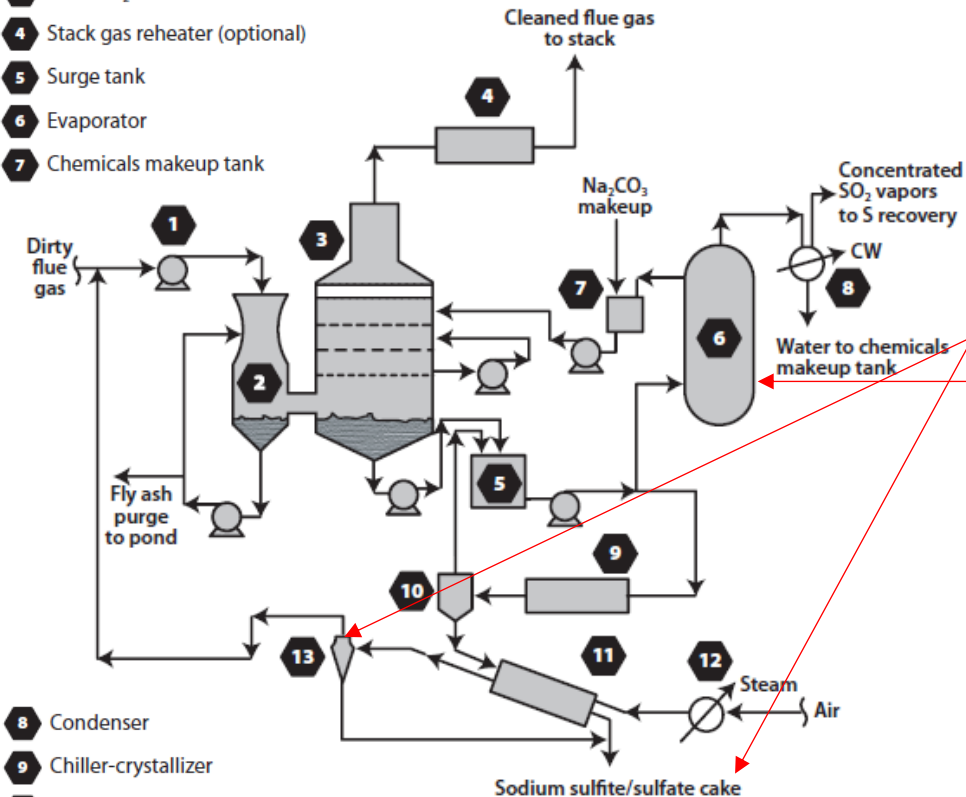 4 Stack gas reheater (optional)
5 Surge tank
6 Evaporator
7 Chemicals makeup tank
Cleaned flue gas
to stack
4
Na₂CO₃
makeup
Concentrated
SO₂ vapors
to S recovery
CW
1
3
Dirty
flue
gas
7
8
6
2
Water to chemicals
makeup tank
5
Fly ash
purge
to pond
9
10
13
11
12
Steam
Air
8 Condenser
9 Chiller-crystallizer
Sodium sulfite/sulfate cake